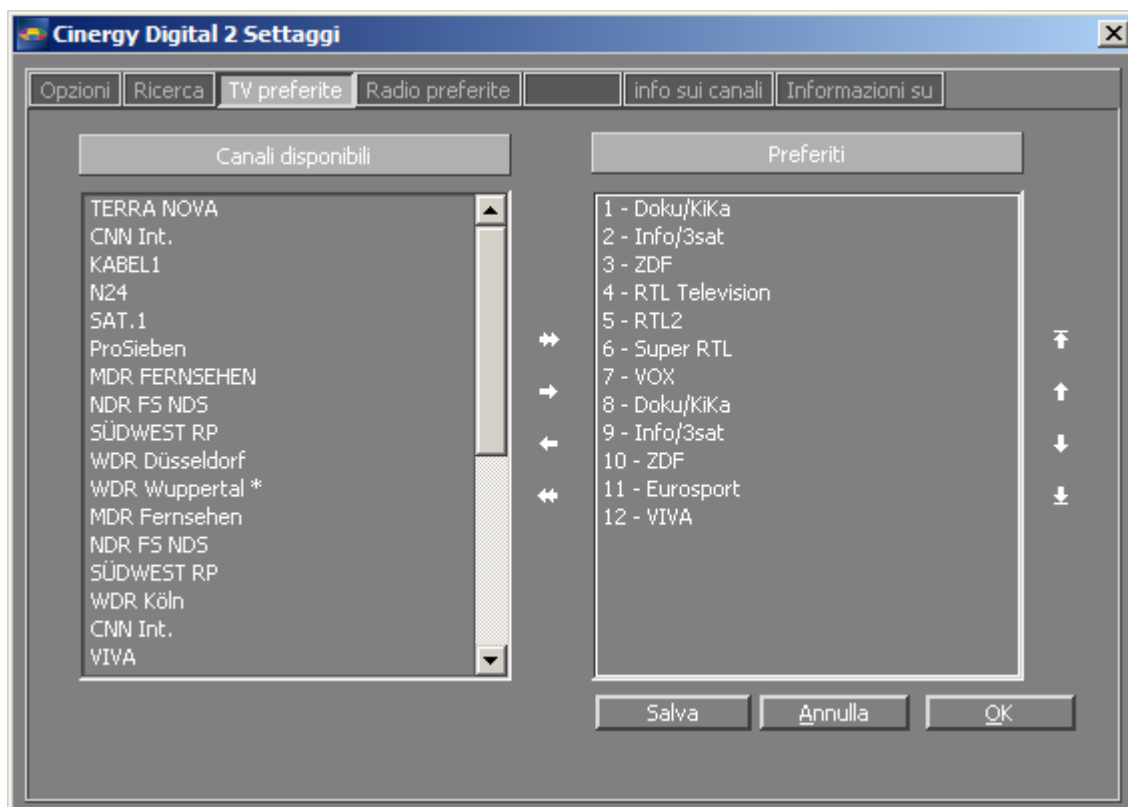 Cinergy Digital 2 Settaggi
Opzioni Ricerca TV preferite Radio preferite info sui canali Informazioni su
Canali disponibili
TERRA NOVA
CNN Int.
KABEL1
N24
SAT.1
ProSieben
MDR FERNSEHEN
NDR FS NDS
SÜDWEST RP
WDR Düsseldorf
WDR Wuppertal *
MDR Fernsehen
NDR FS NDS
SÜDWEST RP
WDR Köln
CNN Int.
VIVA
Preferiti
1 - Doku/KiKa
2 - Info/3sat
3 - ZDF
4 - RTL Television
5 - RTL2
6 - Super RTL
7 - VOX
8 - Doku/KiKa
9 - Info/3sat
10 - ZDF
11 - Eurosport
12 - VIVA
Salva Annulla OK